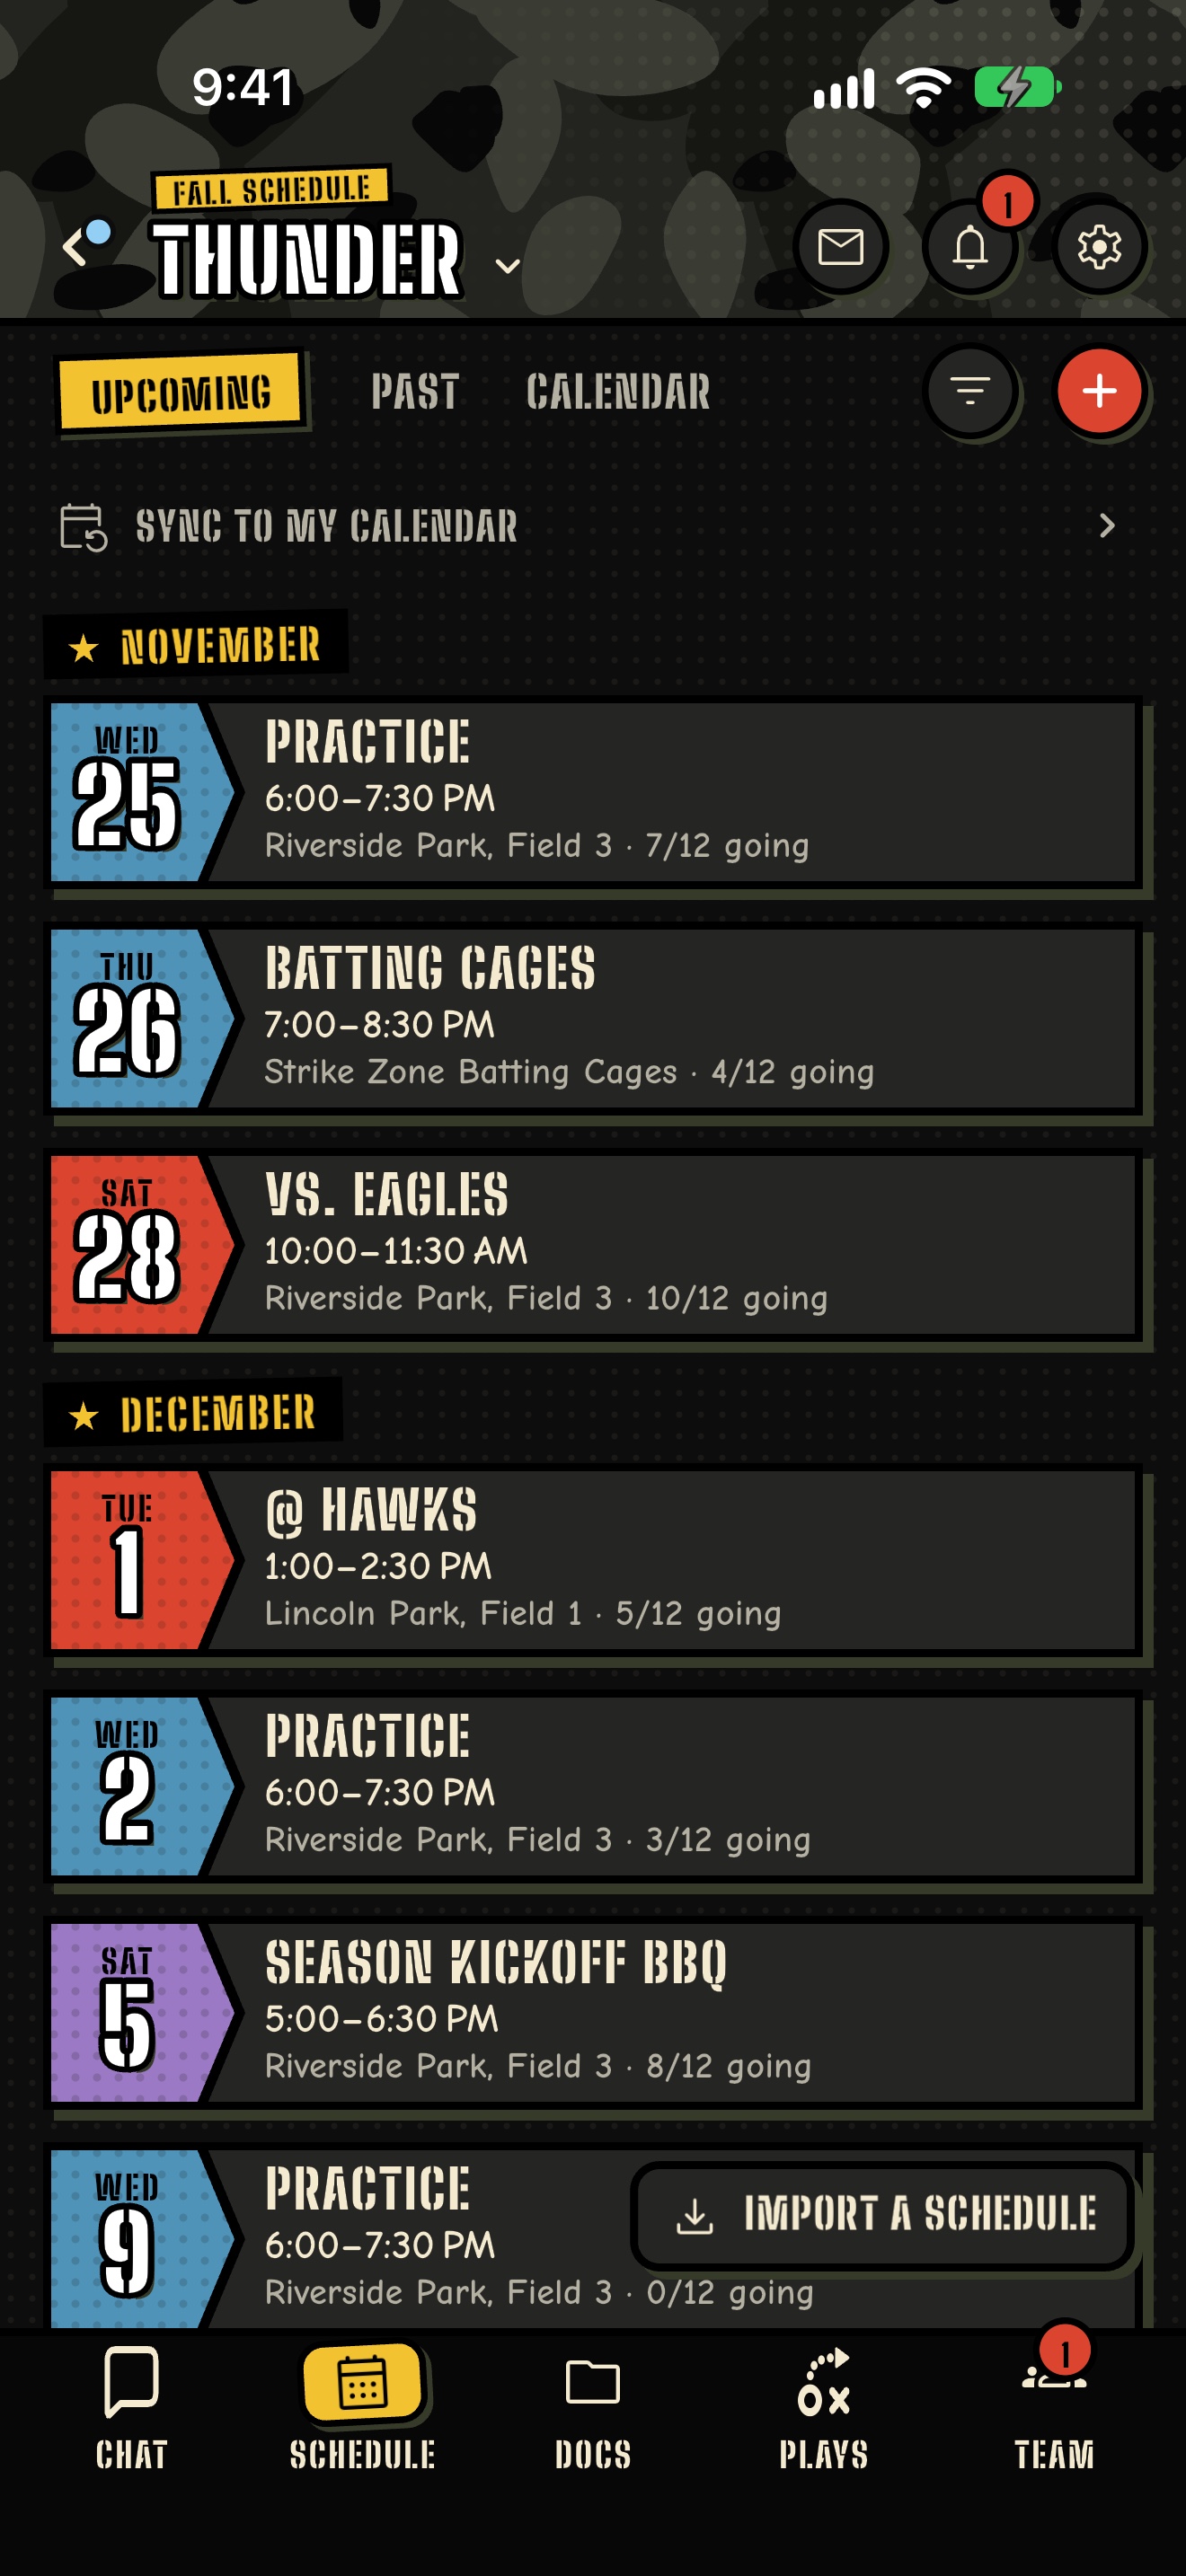 9:41
FALL SCHEDULE
THUNDER
1
UPCOMING PAST CALENDAR
SYNC TO MY CALENDAR
★ NOVEMBER
WED
25
PRACTICE
6:00–7:30 PM
Riverside Park, Field 3 · 7/12 going
THU
26
BATTING CAGES
7:00–8:30 PM
Strike Zone Batting Cages · 4/12 going
SAT
28
VS. EAGLES
10:00–11:30 AM
Riverside Park, Field 3 · 10/12 going
★ DECEMBER
TUE
1
@ HAWKS
1:00–2:30 PM
Lincoln Park, Field 1 · 5/12 going
WED
2
PRACTICE
6:00–7:30 PM
Riverside Park, Field 3 · 3/12 going
SAT
5
SEASON KICKOFF BBQ
5:00–6:30 PM
Riverside Park, Field 3 · 8/12 going
WED
9
PRACTICE
6:00–7:30 PM
Riverside Park, Field 3 · 0/12 going
IMPORT A SCHEDULE
1
CHAT SCHEDULE DOCS PLAYS TEAM